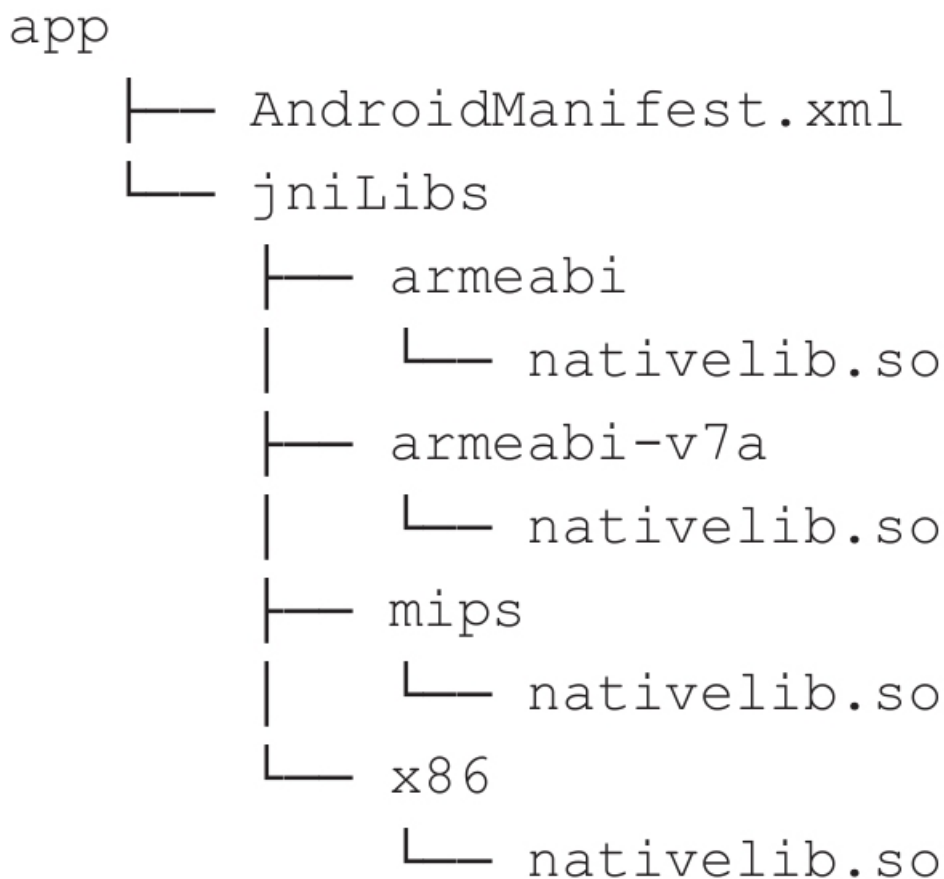 app
├── AndroidManifest.xml
└── jniLibs
├── armeabi
│   └── nativelib.so
├── armeabi-v7a
│   └── nativelib.so
├── mips
│   └── nativelib.so
└── x86
└── nativelib.so